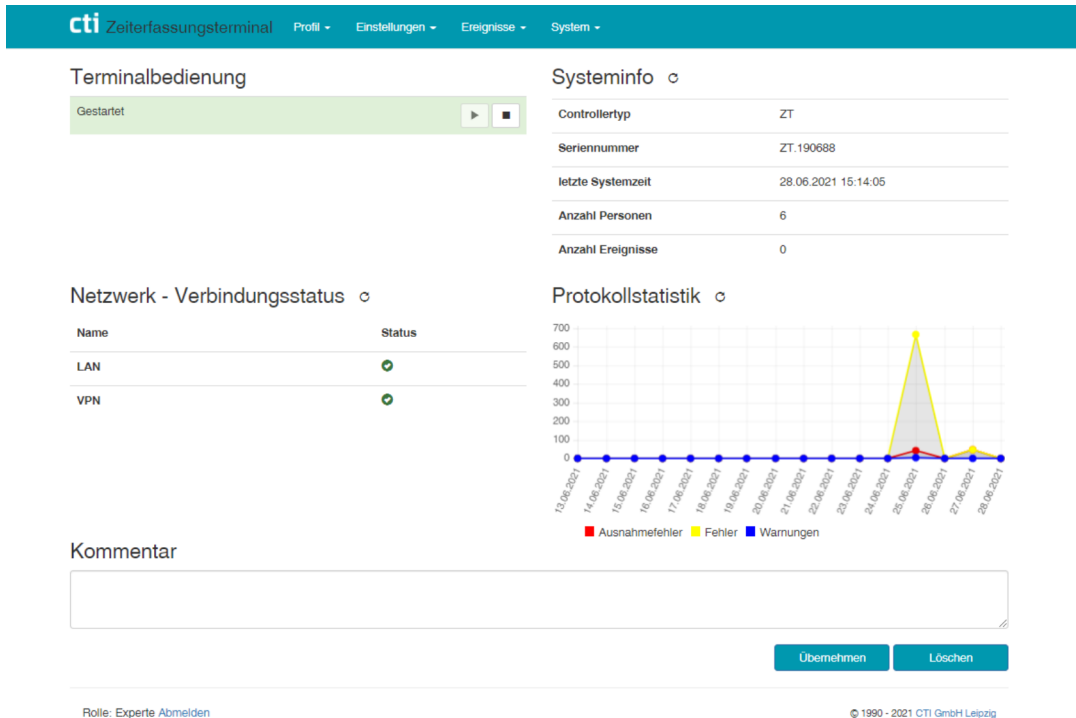 cti Zeiterfassungsterminal Profil Einstellungen Ereignisse System
Terminalbedienung
Gestartet
Systeminfo
Controllertyp ZT
Seriennummer ZT.190688
letzte Systemzeit 28.06.2021 15:14:05
Anzahl Personen 6
Anzahl Ereignisse 0
Netzwerk - Verbindungsstatus
Name Status
LAN
VPN
Protokollstatistik
700
600
500
400
300
200
100
0
13.06.2021 14.06.2021 15.06.2021 16.06.2021 17.06.2021 18.06.2021 19.06.2021 20.06.2021 21.06.2021 22.06.2021 23.06.2021 24.06.2021 25.06.2021 26.06.2021 27.06.2021 28.06.2021
Ausnahmefehler Fehler Warnungen
Kommentar
Übernehmen Löschen
Rolle: Experte Abmelden
© 1990 - 2021 CTI GmbH Leipzig